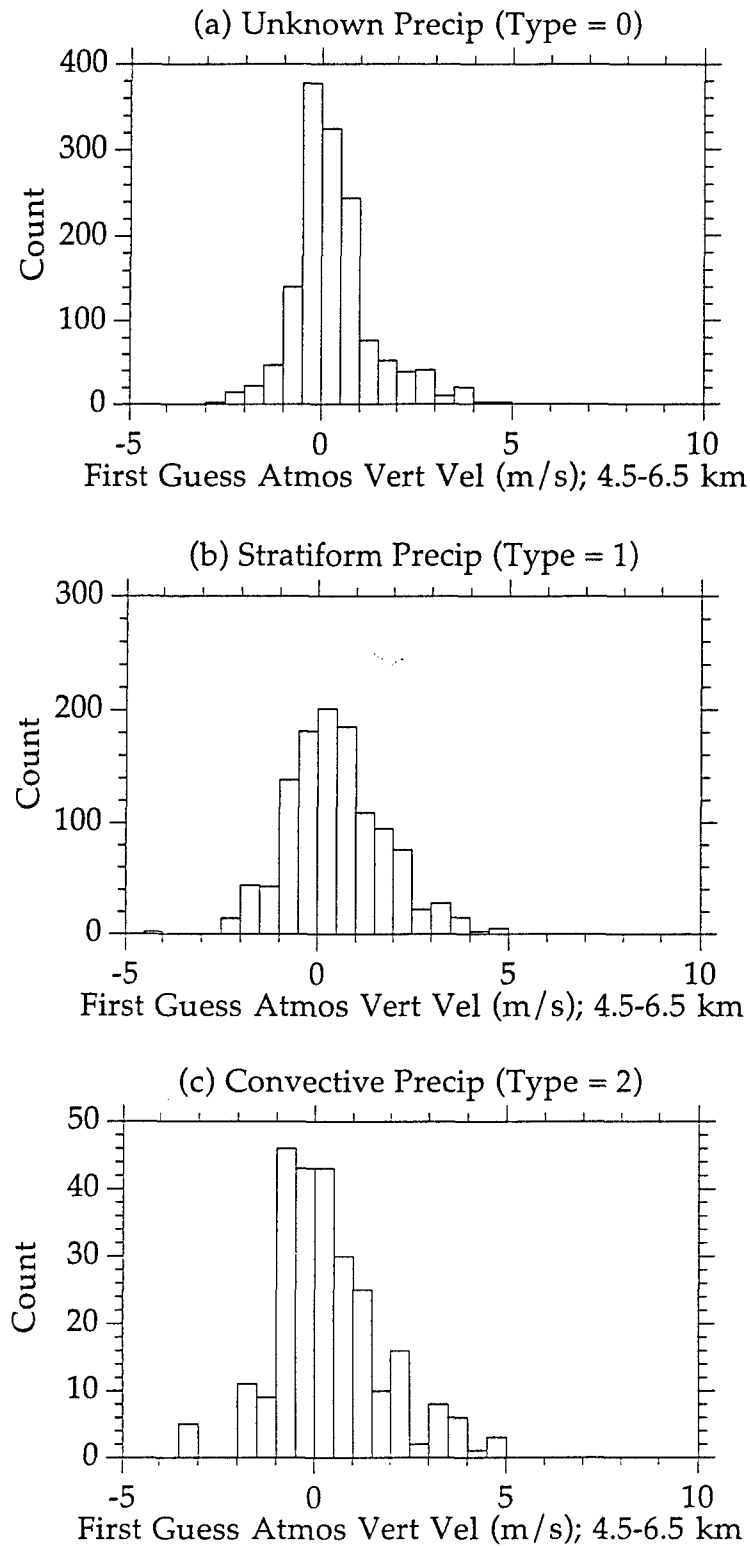 (a) Unknown Precip (Type = 0)
400
300
200
100
0
Count
-5 0 5 10
First Guess Atmos Vert Vel (m/s); 4.5-6.5 km
(b) Stratiform Precip (Type = 1)
300
200
100
0
Count
-5 0 5 10
First Guess Atmos Vert Vel (m/s); 4.5-6.5 km
(c) Convective Precip (Type = 2)
50
40
30
20
10
0
Count
-5 0 5 10
First Guess Atmos Vert Vel (m/s); 4.5-6.5 km